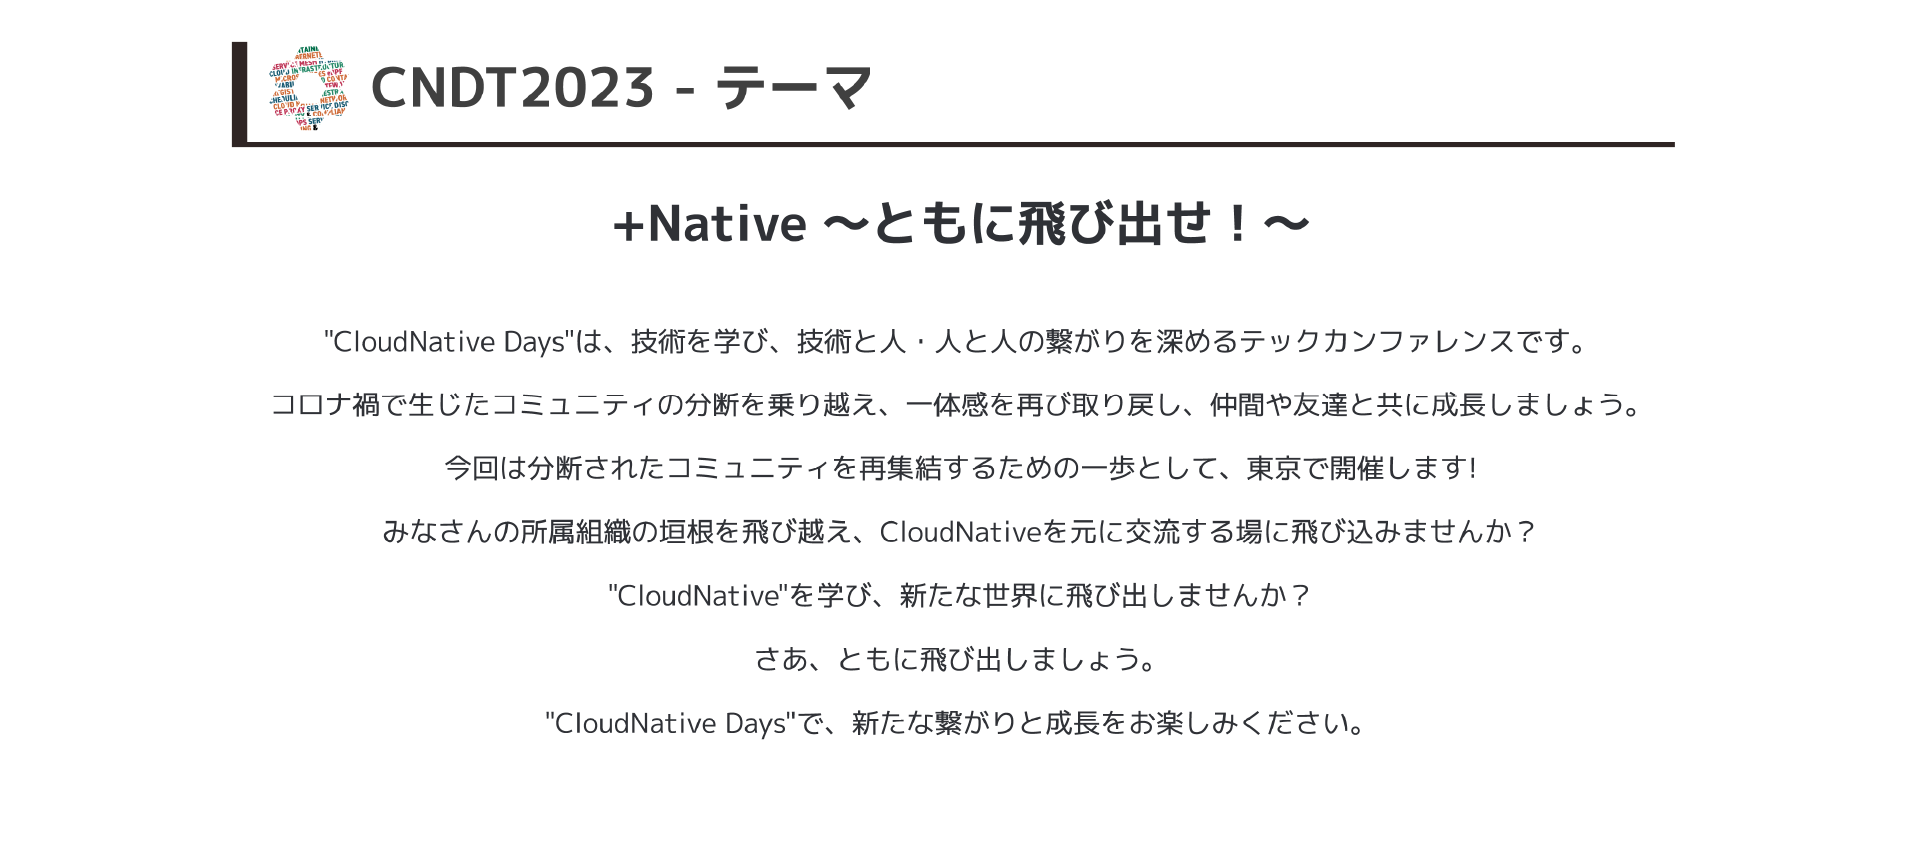 CNDT2023 - テーマ
+Native 〜ともに飛び出せ！〜
"CloudNative Days"は、技術を学び、技術と人・人と人の繋がりを深めるテックカンファレンスです。
コロナ禍で生じたコミュニティの分断を乗り越え、一体感を再び取り戻し、仲間や友達と共に成長しましょう。
今回は分断されたコミュニティを再集結するための一歩として、東京で開催します!
みなさんの所属組織の垣根を飛び越え、CloudNativeを元に交流する場に飛び込みませんか？
"CloudNative"を学び、新たな世界に飛び出しませんか？
さあ、ともに飛び出しましょう。
"CloudNative Days"で、新たな繋がりと成長をお楽しみください。